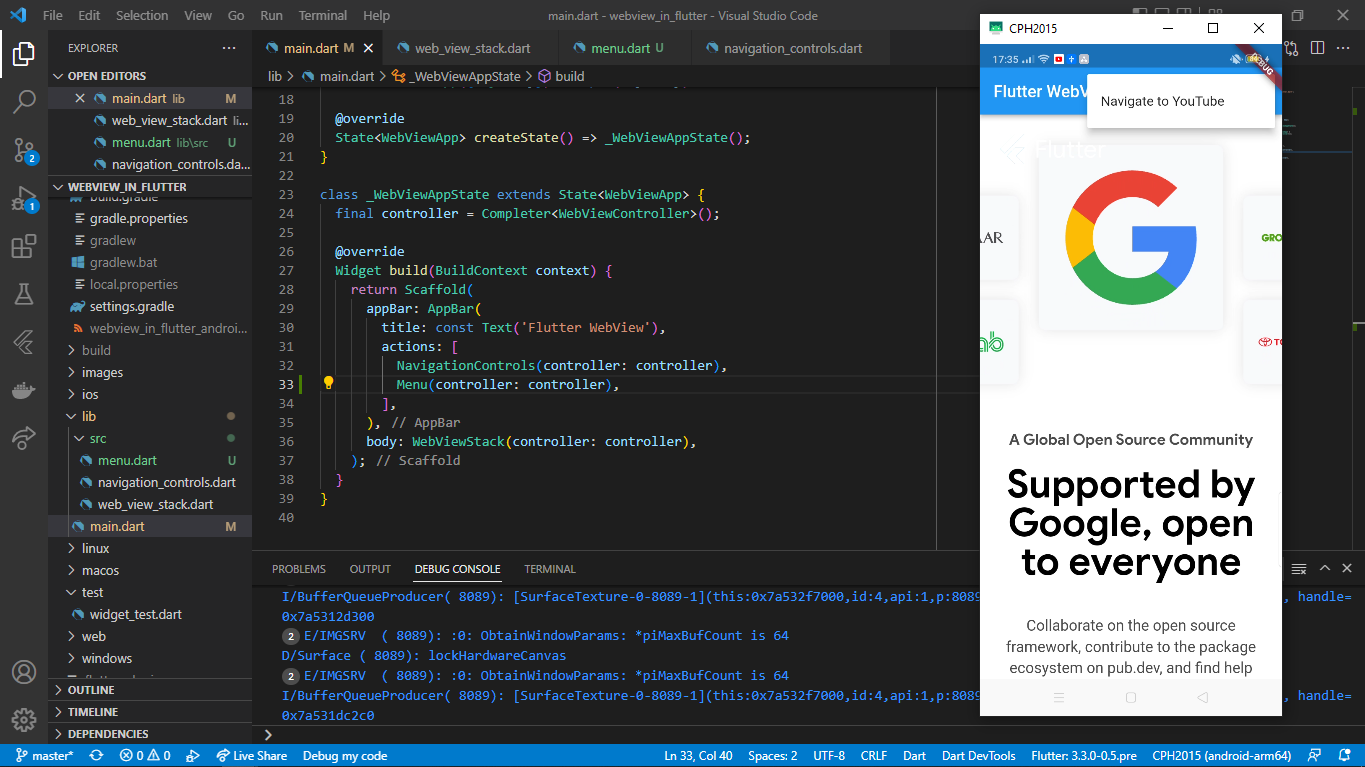 File Edit Selection View Go Run Terminal Help
main.dart - webview_in_flutter - Visual Studio Code
EXPLORER
OPEN EDITORS
main.dart lib M
web_view_stack.dart li...
menu.dart lib\src U
navigation_controls.da...
WEBVIEW_IN_FLUTTER
build.gradle
gradle.properties
gradlew
gradlew.bat
local.properties
settings.gradle
webview_in_flutter_androi...
build
images
ios
lib
src
menu.dart U
navigation_controls.dart
web_view_stack.dart
main.dart M
linux
macos
test
widget_test.dart
web
windows
OUTLINE
TIMELINE
DEPENDENCIES
2
1
main.dart M
web_view_stack.dart
menu.dart U
navigation_controls.dart
lib > main.dart > _WebViewAppState > build
18
19 @override
20 State<WebViewApp> createState() => _WebViewAppState();
21 }
22
23 class _WebViewAppState extends State<WebViewApp> {
24 final controller = Completer<WebViewController>();
25
26 @override
27 Widget build(BuildContext context) {
28 return Scaffold(
29 appBar: AppBar(
30 title: const Text('Flutter WebView'),
31 actions: [
32 NavigationControls(controller: controller),
33 Menu(controller: controller),
34 ],
35 ), // AppBar
36 body: WebViewStack(controller: controller),
37 ); // Scaffold
38 }
39 }
40
PROBLEMS OUTPUT DEBUG CONSOLE TERMINAL
I/BufferQueueProducer( 8089): [SurfaceTexture-0-8089-1](this:0x7a532f7000,id:4,api:1,p:8089 , handle=
0x7a5312d300
2 E/IMGSRV ( 8089): :0: ObtainWindowParams: *piMaxBufCount is 64
D/Surface ( 8089): lockHardwareCanvas
2 E/IMGSRV ( 8089): :0: ObtainWindowParams: *piMaxBufCount is 64
I/BufferQueueProducer( 8089): [SurfaceTexture-0-8089-1](this:0x7a532f7000,id:4,api:1,p:8089 , handle=
0x7a531dc2c0
CPH2015
17:35
DEBUG
Flutter WebV
Navigate to YouTube
Flutter
AAR
GRO
ab
TO
A Global Open Source Community
Supported by
Google, open
to everyone
Collaborate on the open source
framework, contribute to the package
ecosystem on pub.dev, and find help
master* 0 0 Live Share Debug my code
Ln 33, Col 40 Spaces: 2 UTF-8 CRLF Dart Dart DevTools Flutter: 3.3.0-0.5.pre CPH2015 (android-arm64)